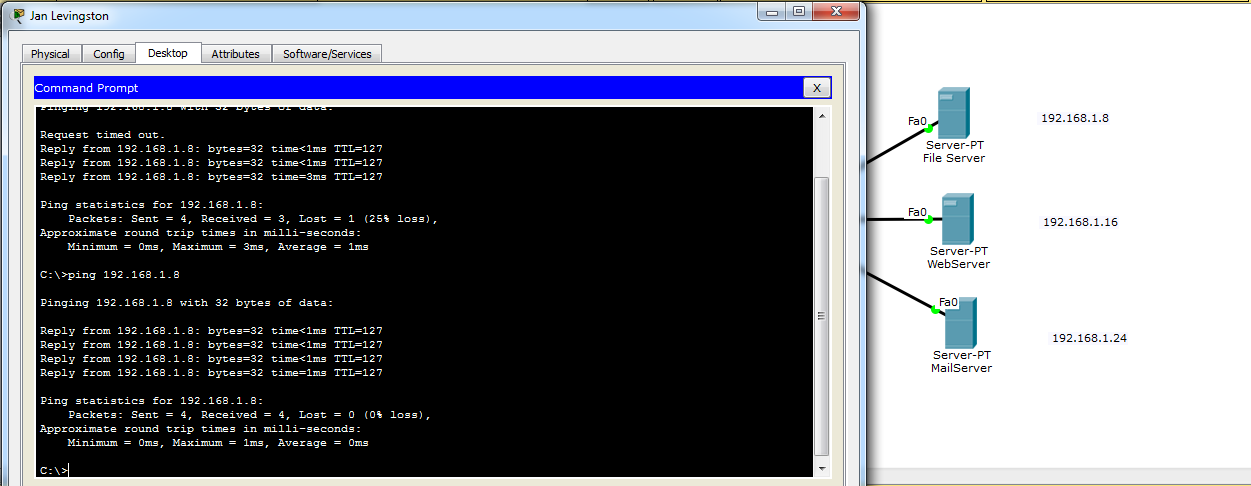 Jan Levingston
Physical
Config
Desktop
Attributes
Software/Services
Command Prompt
X
Pinging 192.168.1.8 with 32 bytes of data:
Request timed out.
Reply from 192.168.1.8: bytes=32 time<1ms TTL=127
Reply from 192.168.1.8: bytes=32 time<1ms TTL=127
Reply from 192.168.1.8: bytes=32 time=3ms TTL=127
Ping statistics for 192.168.1.8:
Packets: Sent = 4, Received = 3, Lost = 1 (25% loss),
Approximate round trip times in milli-seconds:
Minimum = 0ms, Maximum = 3ms, Average = 1ms
C:\>ping 192.168.1.8
Pinging 192.168.1.8 with 32 bytes of data:
Reply from 192.168.1.8: bytes=32 time<1ms TTL=127
Reply from 192.168.1.8: bytes=32 time<1ms TTL=127
Reply from 192.168.1.8: bytes=32 time<1ms TTL=127
Reply from 192.168.1.8: bytes=32 time=1ms TTL=127
Ping statistics for 192.168.1.8:
Packets: Sent = 4, Received = 4, Lost = 0 (0% loss),
Approximate round trip times in milli-seconds:
Minimum = 0ms, Maximum = 1ms, Average = 0ms
C:\>
Fa0
192.168.1.8
Server-PT
File Server
Fa0
192.168.1.16
Server-PT
WebServer
Fa0
192.168.1.24
Server-PT
MailServer